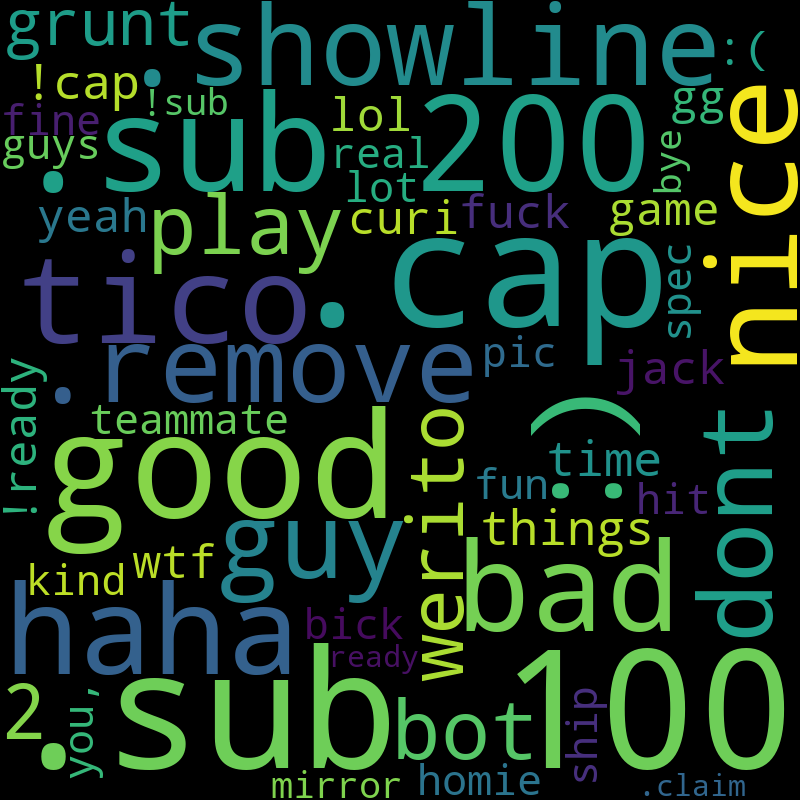 grunt
.showline
:(
!cap
!sub
lol
gg
nice
fine
.sub 200
guys
real
bye
lot
yeah
play
curi
fuck
game
tico
.cap
spec
.remove
pic
jack
!ready
teammate
:)
good
werito
time
dont
fun
hit
guy
things
wtf
bad
kind
haha
bick
ready
.sub 100
2
you,
bot
ship
mirror
homie
.claim